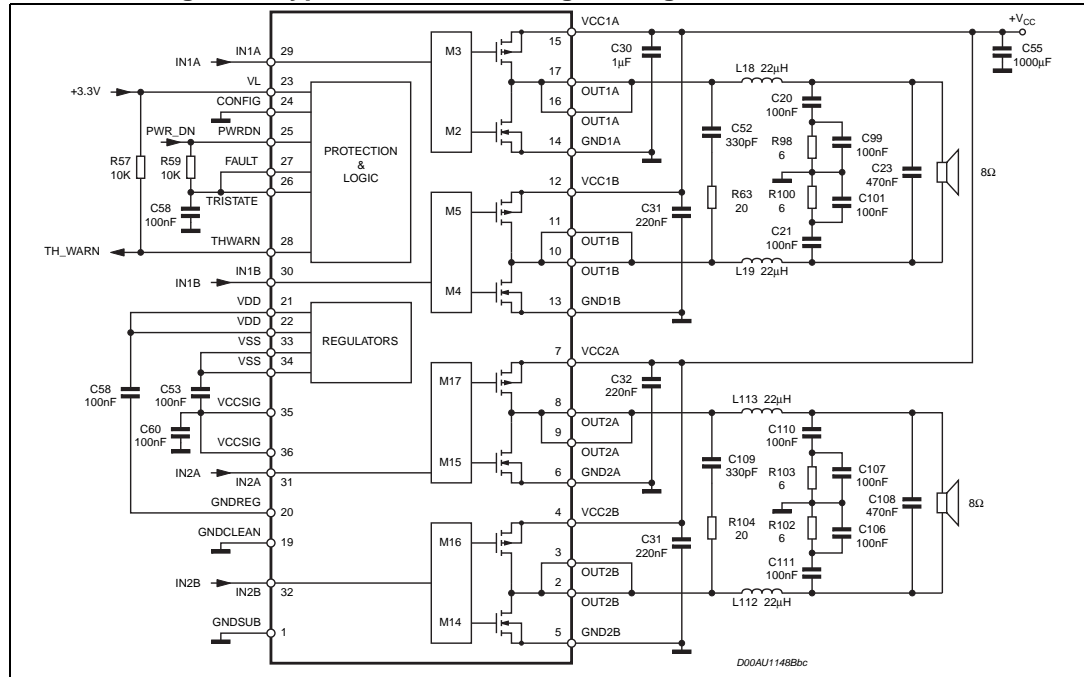 VCC1A
+VCC
IN1A
29
IN1A
M3
15
C30
1µF
C55
1000µF
+3.3V
VL
23
CONFIG
24
PWR_DN
PWRDN
25
FAULT
27
26
TRISTATE
R57
10K
R59
10K
C58
100nF
TH_WARN
THWARN
28
PROTECTION
&
LOGIC
17
OUT1A
16
OUT1A
M2
14
GND1A
L18 22µH
C20
100nF
C52
330pF
R98
6
C99
100nF
C23
470nF
8Ω
R63
20
R100
6
C101
100nF
C21
100nF
L19 22µH
12
VCC1B
M5
11
OUT1B
10
OUT1B
C31
220nF
IN1B
30
IN1B
M4
13
GND1B
VDD
21
VDD
22
VSS
33
VSS
34
REGULATORS
C58
100nF
C53
100nF
VCCSIG
35
C60
100nF
VCCSIG
36
7
VCC2A
M17
C32
220nF
8
OUT2A
9
OUT2A
M15
6
GND2A
IN2A
IN2A
31
GNDREG
20
GNDCLEAN
19
L113 22µH
C110
100nF
C109
330pF
R103
6
C107
100nF
C108
470nF
8Ω
R104
20
R102
6
C106
100nF
C111
100nF
L112 22µH
4
VCC2B
M16
C31
220nF
3
OUT2B
2
OUT2B
IN2B
IN2B
32
M14
5
GND2B
GNDSUB
1
D00AU1148Bbc